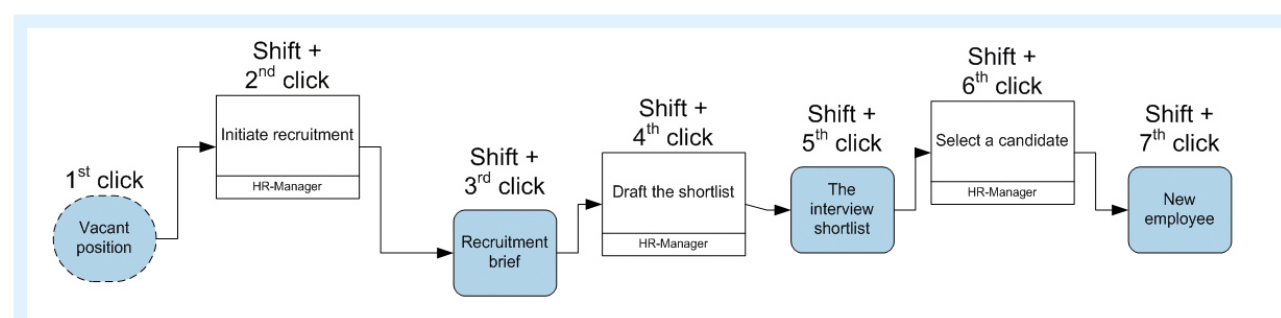 1st click
Vacant
position
Shift +
2nd click
Initiate recruitment
HR-Manager
Shift +
3rd click
Recruitment
brief
Shift +
4th click
Draft the shortlist
HR-Manager
Shift +
5th click
The
interview
shortlist
Shift +
6th click
Select a candidate
HR-Manager
Shift +
7th click
New
employee